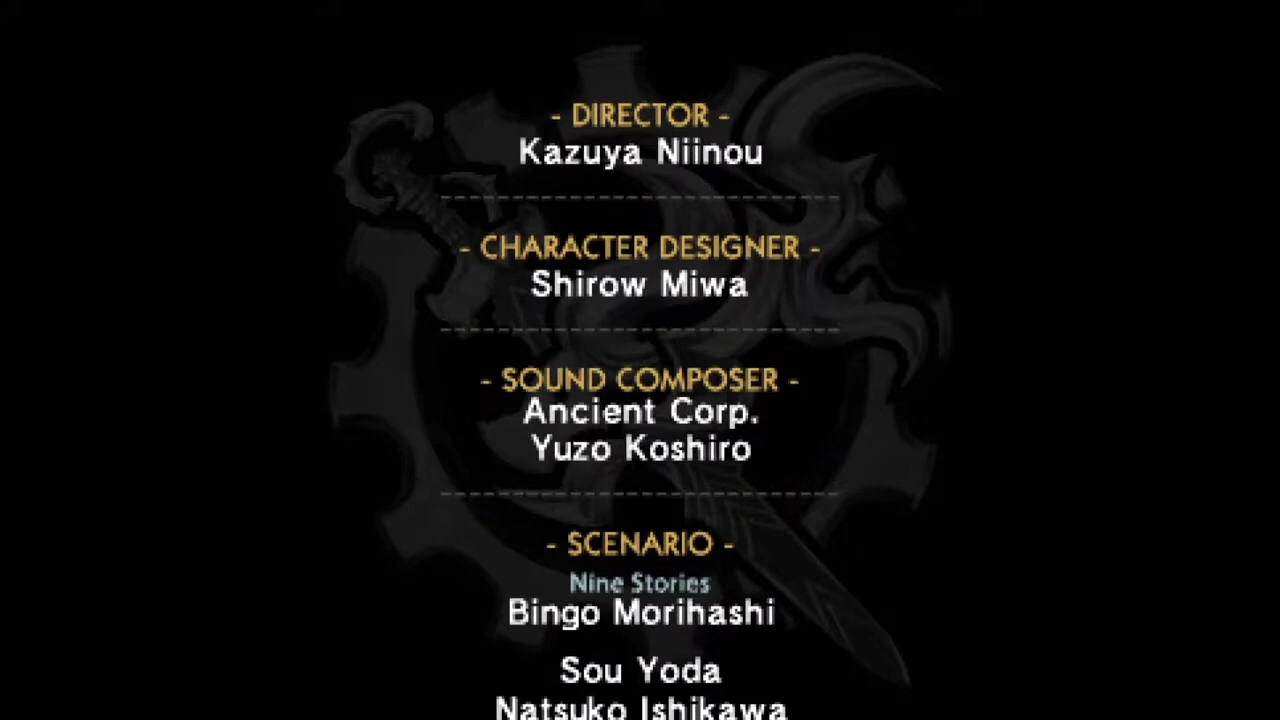 - DIRECTOR -
Kazuya Niinou
- CHARACTER DESIGNER -
Shirow Miwa
- SOUND COMPOSER -
Ancient Corp.
Yuzo Koshiro
- SCENARIO -
Nine Stories
Bingo Morihashi
Sou Yoda
Natsuko Ishikawa